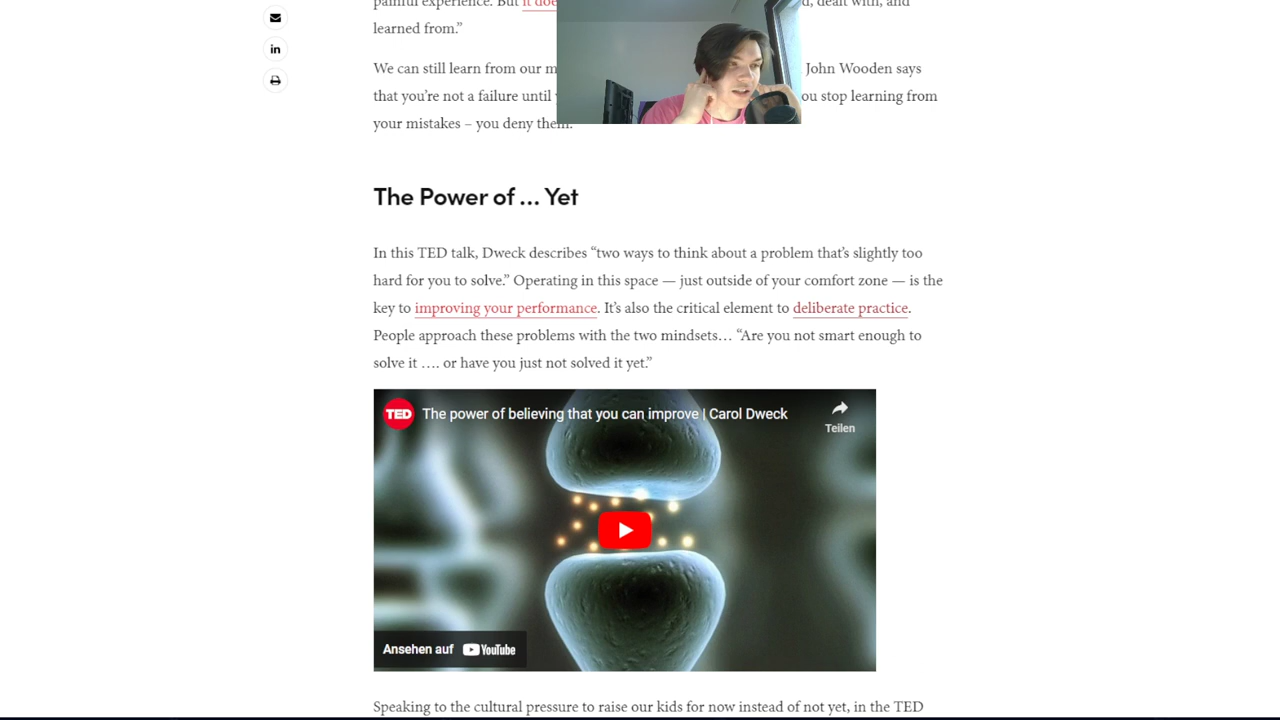 painful experience. But it doe d, dealt with, and
learned from.”
We can still learn from our m John Wooden says
that you’re not a failure until ou stop learning from
your mistakes – you deny them.
The Power of … Yet
In this TED talk, Dweck describes “two ways to think about a problem that’s slightly too
hard for you to solve.” Operating in this space — just outside of your comfort zone — is the
key to improving your performance. It’s also the critical element to deliberate practice.
People approach these problems with the two mindsets… “Are you not smart enough to
solve it …. or have you just not solved it yet.”
TED The power of believing that you can improve | Carol Dweck
Teilen
Ansehen auf YouTube
Speaking to the cultural pressure to raise our kids for now instead of not yet, in the TED